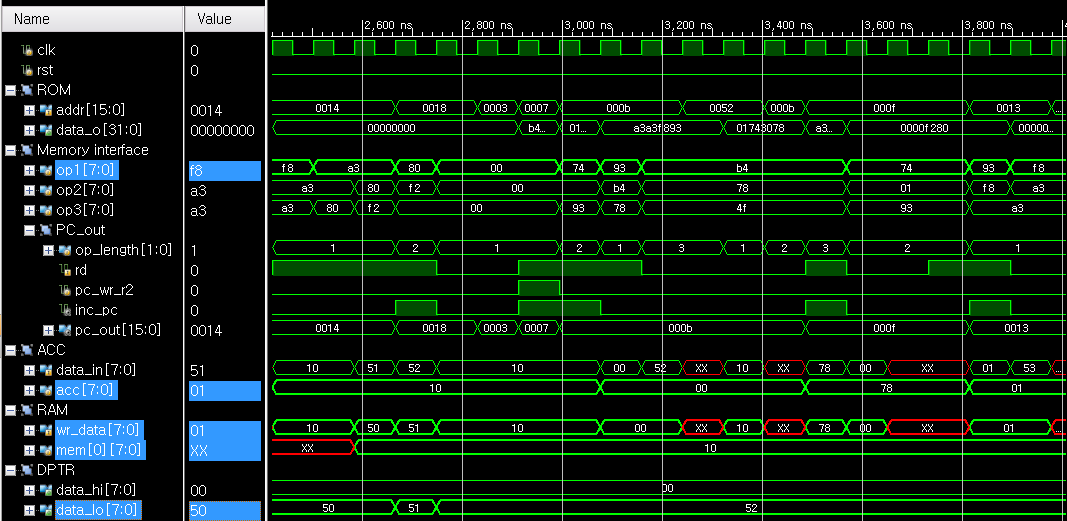 Name Value 2,600 ns 2,800 ns 3,000 ns 3,200 ns 3,400 ns 3,600 ns 3,800 ns
clk 0
rst 0
ROM
addr[15:0] 0014 0014 0018 0003 0007 000b 0052 000b 000f 0013 ...
data_o[31:0] 00000000 00000000 b4... 01... a3a3f893 01743078 a3... 0000f280 00000...
Memory interface
op1[7:0] f8 f8 a3 80 00 74 93 b4 74 93 f8
op2[7:0] a3 a3 80 f2 00 b4 78 01 f8 a3
op3[7:0] a3 a3 80 f2 00 93 78 4f 93 a3
PC_out
op_length[1:0] 1 1 2 1 2 1 3 1 2 3 2 1
rd 0
pc_wr_r2 0
inc_pc 0
pc_out[15:0] 0014 0014 0018 0003 0007 000b 000f 0013
ACC
data_in[7:0] 51 10 51 52 10 00 52 XX 10 XX 78 00 XX 01 53 ...
acc[7:0] 01 10 00 78 01
RAM
wr_data[7:0] 01 10 50 51 10 00 XX 10 XX 78 00 XX 01 ...
mem[0][7:0] XX XX 10
DPTR
data_hi[7:0] 00 00
data_lo[7:0] 50 50 51 52